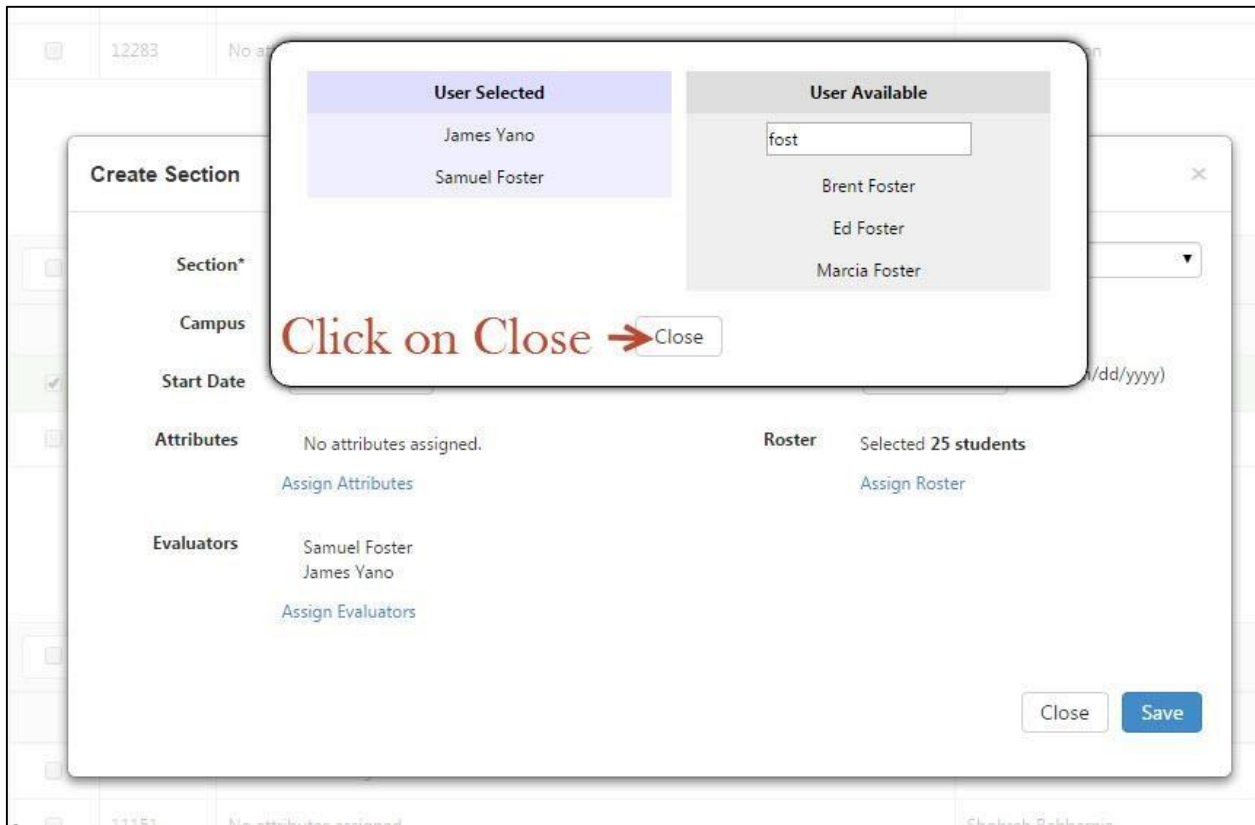 12283 No a
User Selected User Available
James Yano fost
Samuel Foster Brent Foster
Ed Foster
Marcia Foster
Click on Close Close
Create Section ×
Section*
Campus
Start Date /dd/yyyy)
Attributes No attributes assigned. Roster Selected 25 students
Assign Attributes Assign Roster
Evaluators Samuel Foster
James Yano
Assign Evaluators
Close Save
11151 No attributes assigned